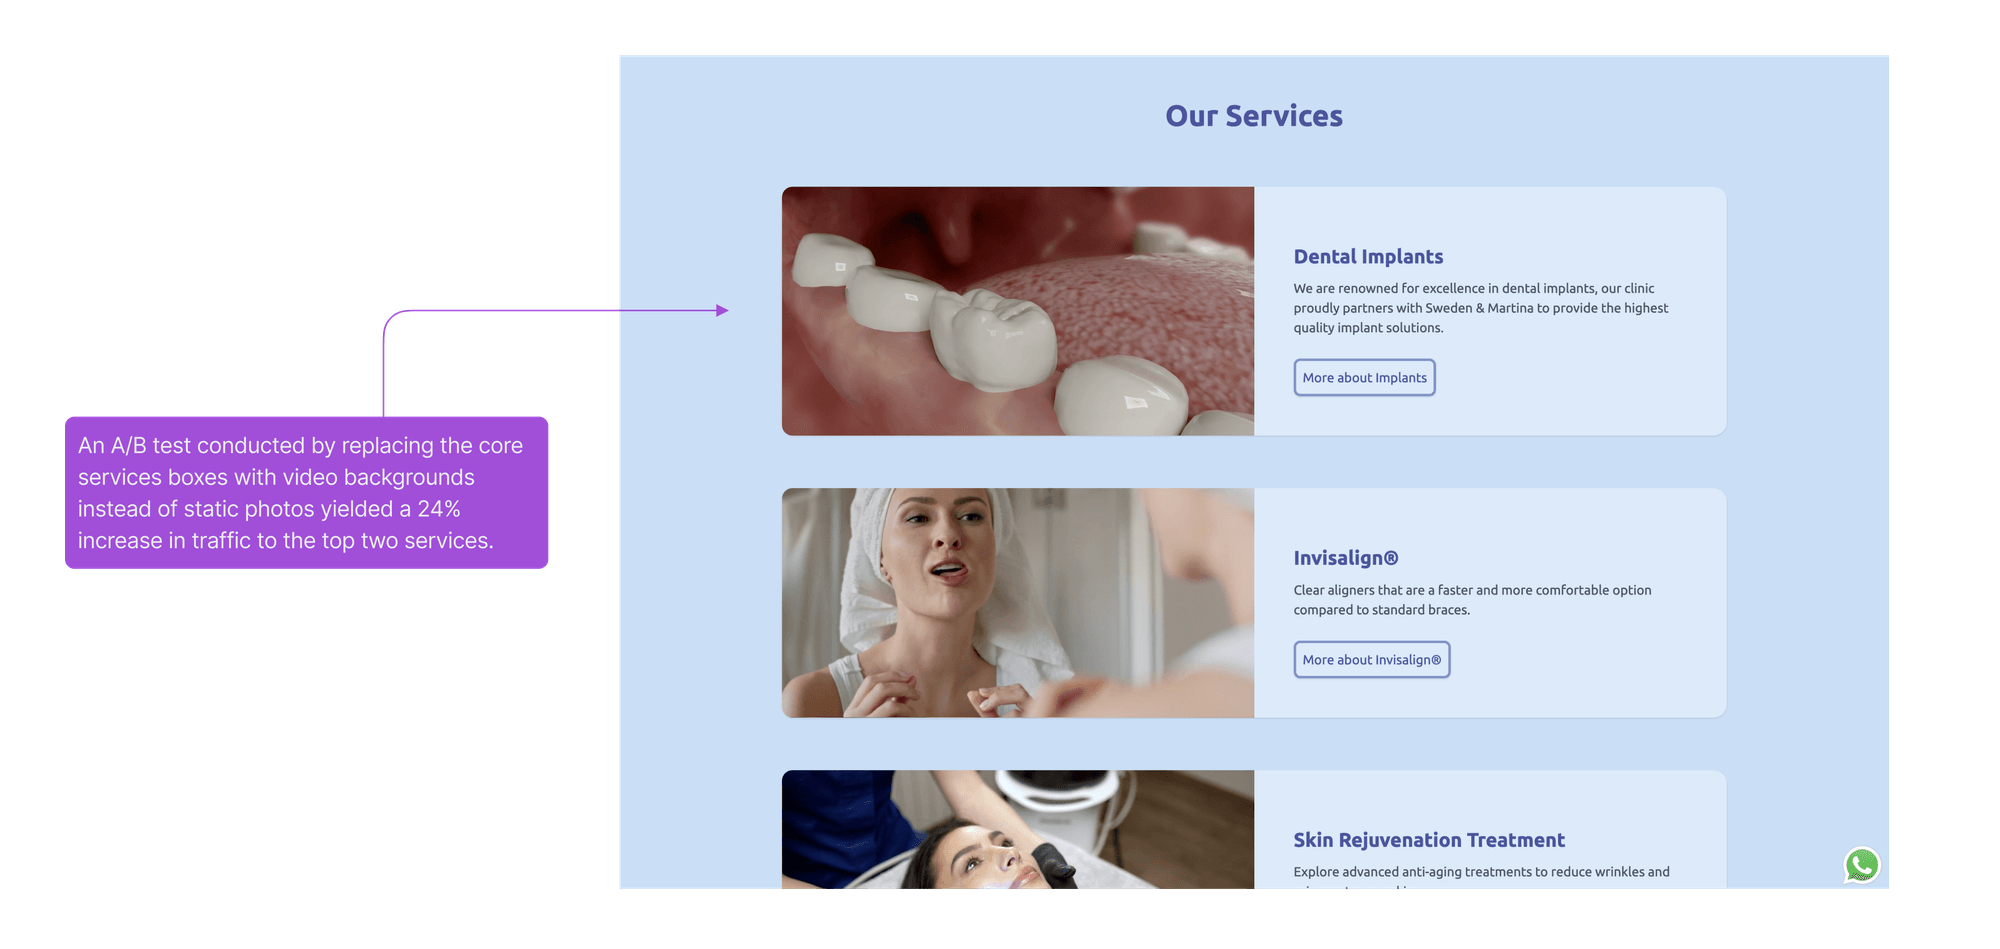 Our Services
Dental Implants
We are renowned for excellence in dental implants, our clinic
proudly partners with Sweden & Martina to provide the highest
quality implant solutions.
More about Implants
An A/B test conducted by replacing the core
services boxes with video backgrounds
instead of static photos yielded a 24%
increase in traffic to the top two services.
Invisalign®
Clear aligners that are a faster and more comfortable option
compared to standard braces.
More about Invisalign®
Skin Rejuvenation Treatment
Explore advanced anti-aging treatments to reduce wrinkles and